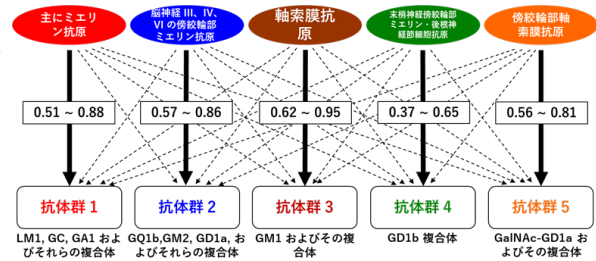 主にミエリ
ン抗原
脳神経 III、IV、
VI の傍絞輪部
ミエリン抗原
軸索膜抗
原
末梢神経傍絞輪部
ミエリン・後根神
経節細胞抗原
傍絞輪部軸
索膜抗原
0.51 ~ 0.88
0.57 ~ 0.86
0.62 ~ 0.95
0.37 ~ 0.65
0.56 ~ 0.81
抗体群 1
抗体群 2
抗体群 3
抗体群 4
抗体群 5
LM1, GC, GA1 およ
びそれらの複合体
GQ1b,GM2, GD1a, お
よびそれらの複合体
GM1 およびその複
合体
GD1b 複合体
GalNAc-GD1a お
よびその複合体